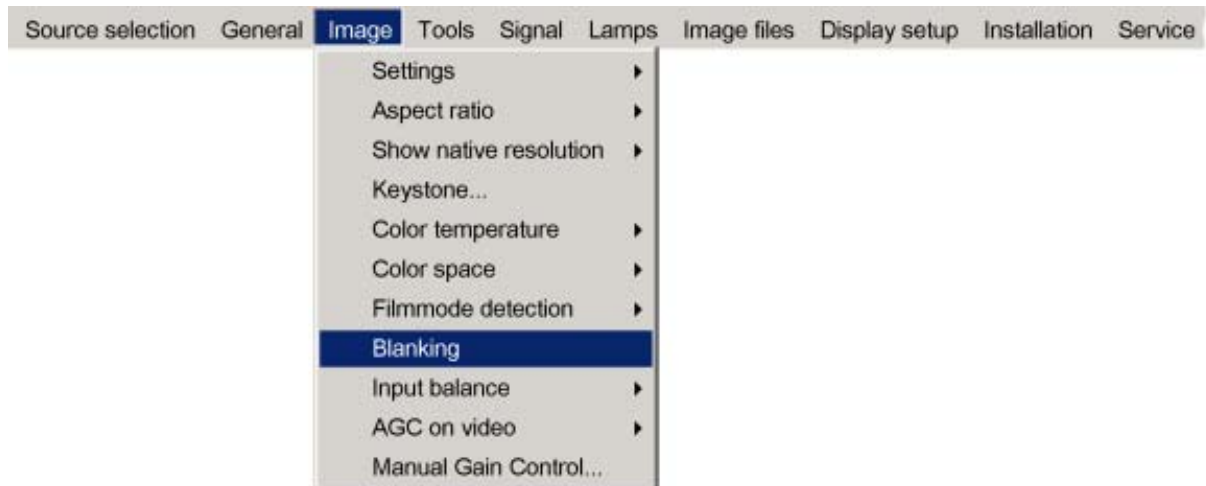 Source selection General Image Tools Signal Lamps Image files Display setup Installation Service
Settings
Aspect ratio
Show native resolution
Keystone...
Color temperature
Color space
Filmmode detection
Blanking
Input balance
AGC on video
Manual Gain Control...